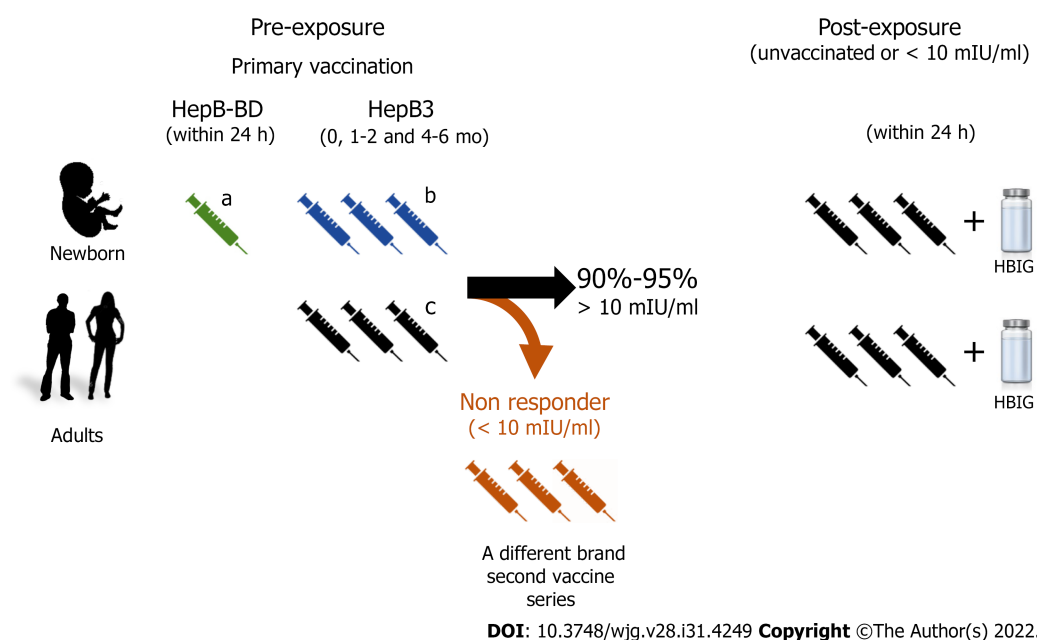 Pre-exposure
Primary vaccination
HepB-BD
(within 24 h)
HepB3
(0, 1-2 and 4-6 mo)
Post-exposure
(unvaccinated or < 10 mIU/ml)
(within 24 h)
a
b
Newborn
+
HBIG
c
Adults
90%-95%
> 10 mIU/ml
+
HBIG
Non responder
(< 10 mIU/ml)
A different brand
second vaccine
series
DOI: 10.3748/wjg.v28.i31.4249 Copyright ©The Author(s) 2022.